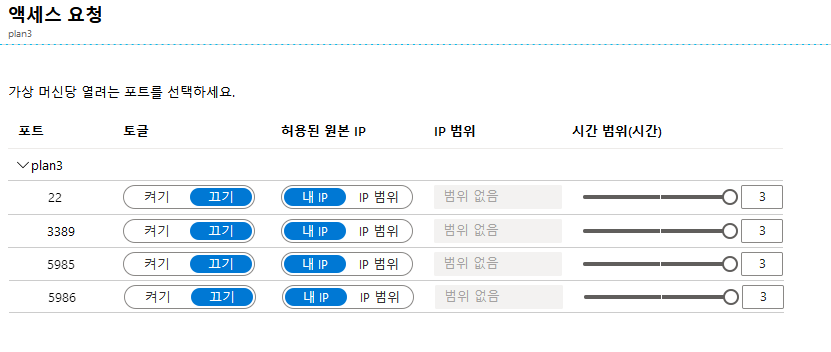 액세스 요청
plan3
가상 머신당 열려는 포트를 선택하세요.
포트 토글 허용된 원본 IP IP 범위 시간 범위(시간)
plan3
22 켜기 끄기 내 IP IP 범위 범위 없음 3
3389 켜기 끄기 내 IP IP 범위 범위 없음 3
5985 켜기 끄기 내 IP IP 범위 범위 없음 3
5986 켜기 끄기 내 IP IP 범위 범위 없음 3